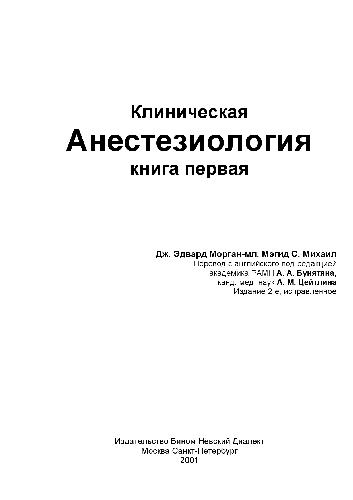 Клиническая
Анестезиология
книга первая
Дж. Эдвард Морган-мл. Мэгид С. Михаил
Перевод с английского под редакцией
академика РАМН А. А. Бунятяна,
канд. мед. наук А. М. Цейтлина
Издание 2-е, исправленное
Издательство Бином-Невский Диалект
Москва Санкт-Петербург
2001